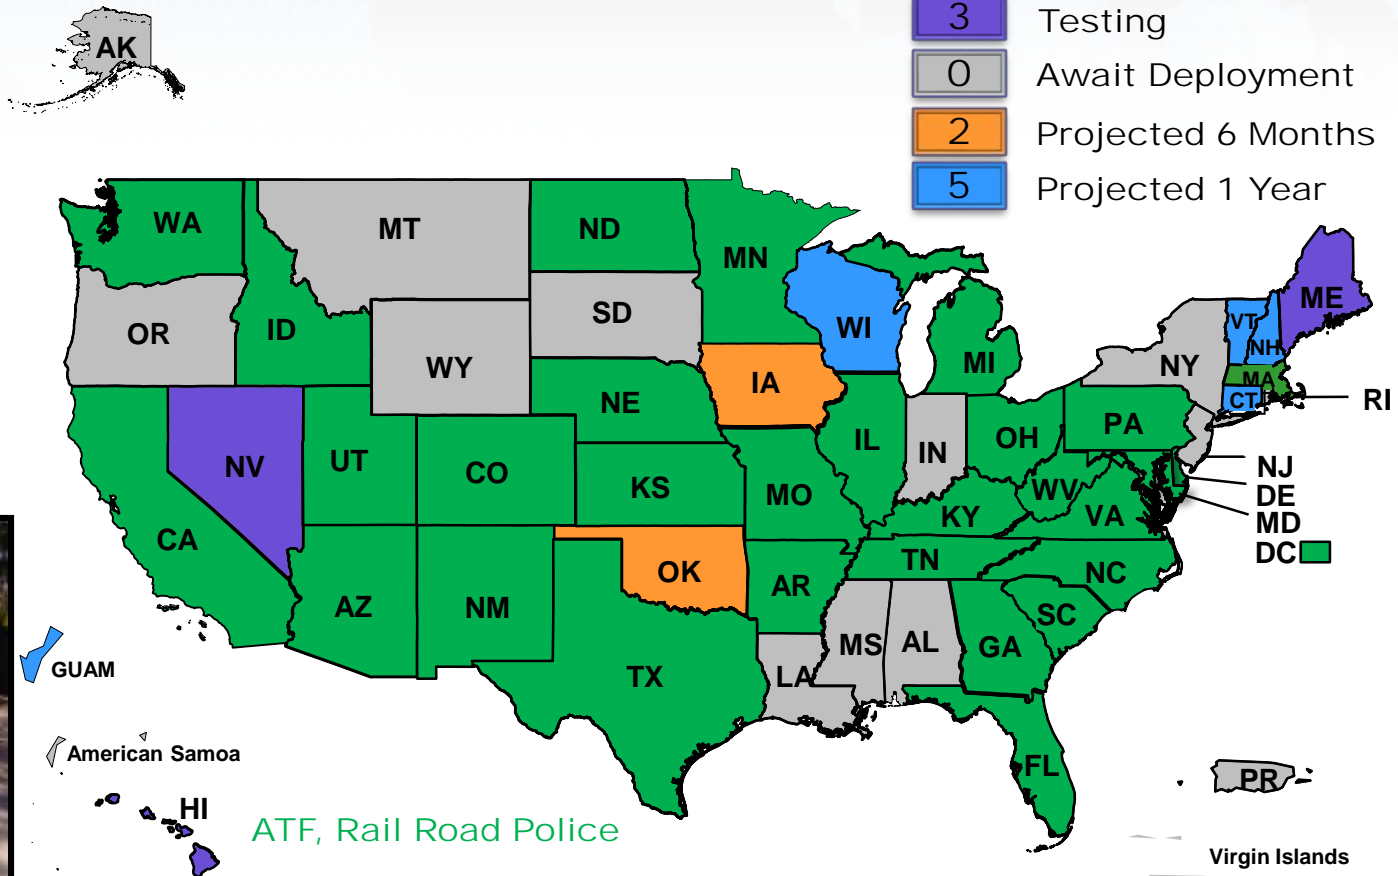 3 Testing
AK
0 Await Deployment
2 Projected 6 Months
5 Projected 1 Year
WA
MT
ND
MN
ME
OR
ID
SD
WI
VT
NH
WY
MI
NY
MA
IA
CT
RI
NE
PA
NV
UT
CO
IL
IN
OH
KS
MO
WV
NJ
DE
CA
KY
VA
MD
DC
OK
TN
NC
AZ
NM
AR
SC
MS
AL
GA
GUAM
TX
LA
American Samoa
FL
PR
HI
ATF, Rail Road Police
Virgin Islands